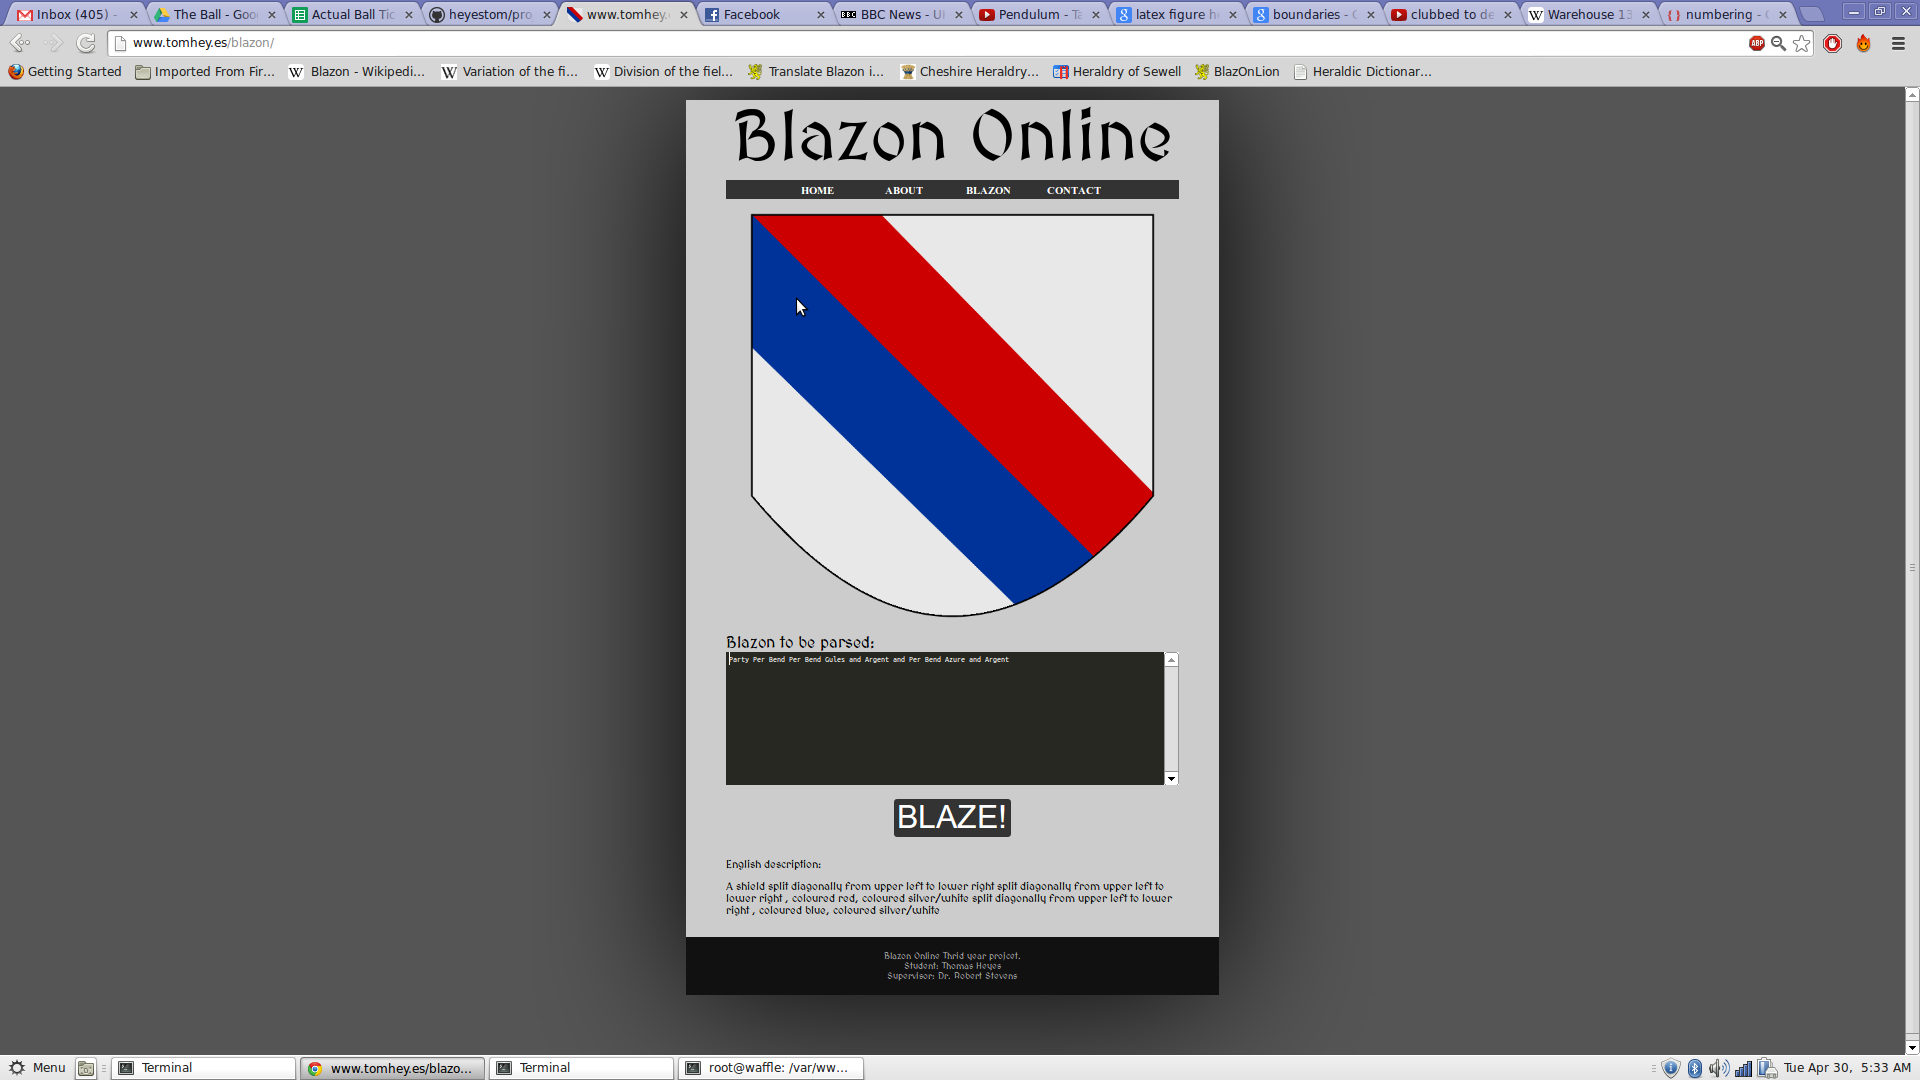 Inbox (405) -
The Ball - Goo
Actual Ball Tic
heyestom/pro
www.tomhey.
Facebook
BBC News - U
Pendulum - Ta
latex figure h
boundaries -
clubbed to de
Warehouse 13
numbering -
www.tomhey.es/blazon/
ABP
Getting Started
Imported From Fir...
Blazon - Wikipedi...
Variation of the fi...
Division of the fiel...
Translate Blazon i...
Cheshire Heraldry...
Heraldry of Sewell
BlazOnLion
Heraldic Dictionar...
Blazon Online
HOME ABOUT BLAZON CONTACT
Blazon to be parsed:
Party Per Bend Per Bend Gules and Argent and Per Bend Azure and Argent
BLAZE!
English description:
A shield split diagonally from upper left to lower right split diagonally from upper left to
lower right , coloured red, coloured silver/white split diagonally from upper left to lower
right , coloured blue, coloured silver/white
Blazon Online Thrid year projcet.
Student: Thomas Heyes
Supervisor: Dr. Robert Stevens
Menu
Terminal
www.tomhey.es/blazo...
Terminal
root@waffle: /var/ww...
Tue Apr 30, 5:33 AM